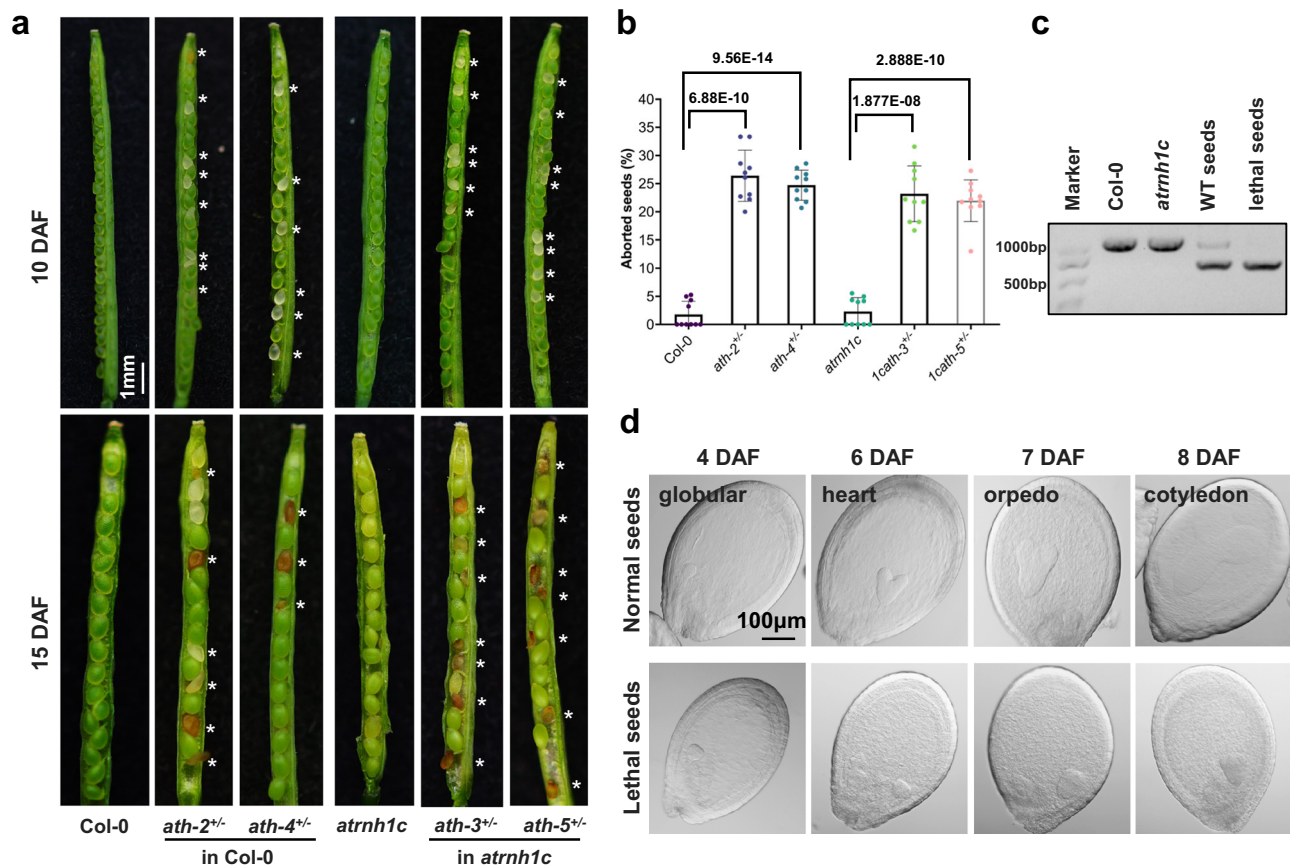 a
10 DAF
1mm
15 DAF
Col-0
ath-2+/-
ath-4+/-
atrnh1c
ath-3+/-
ath-5+/-
in Col-0
in atrnh1c
b
9.56E-14
2.888E-10
6.88E-10
1.877E-08
Aborted seeds (%)
40
35
30
25
20
15
10
5
0
Col-0
ath-2+/-
ath-4+/-
atrnh1c
1cath-3+/-
1cath-5+/-
c
Marker
Col-0
atrnh1c
WT seeds
lethal seeds
1000bp
500bp
d
4 DAF
6 DAF
7 DAF
8 DAF
globular
heart
orpedo
cotyledon
Normal seeds
100μm
Lethal seeds